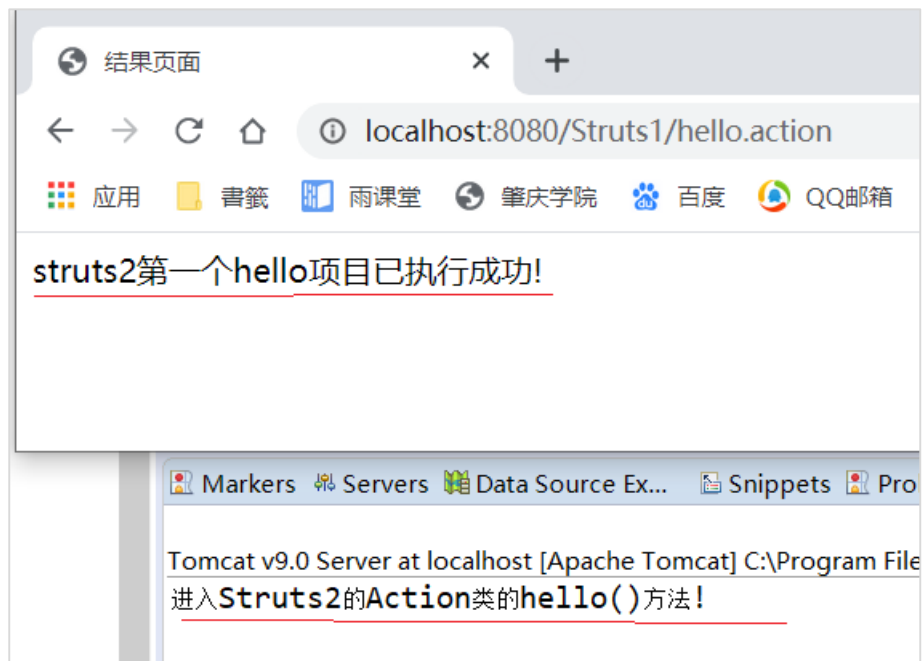 结果页面
localhost:8080/Struts1/hello.action
应用 書籤 雨课堂 肇庆学院 百度 QQ邮箱
struts2第一个hello项目已执行成功!
Markers Servers Data Source Ex... Snippets Pro
Tomcat v9.0 Server at localhost [Apache Tomcat] C:\Program File
进入Struts2的Action类的hello()方法!